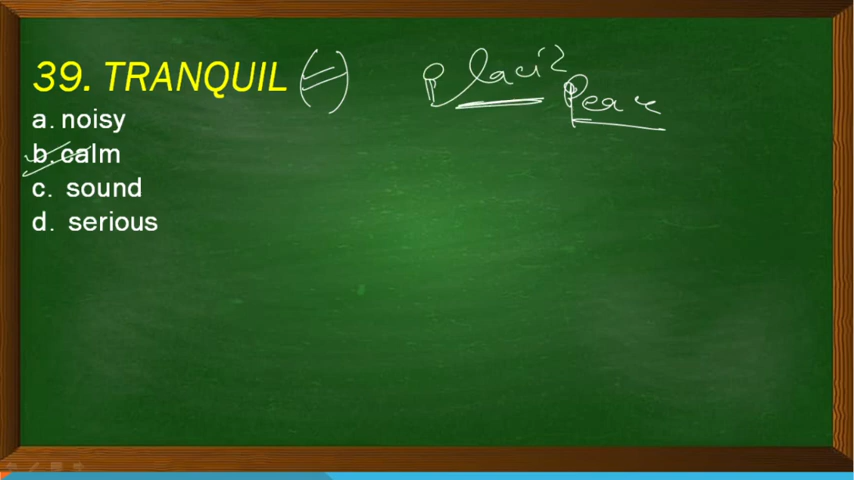 39. TRANQUIL (=) Placid
Peace
a. noisy
b. calm
c. sound
d. serious